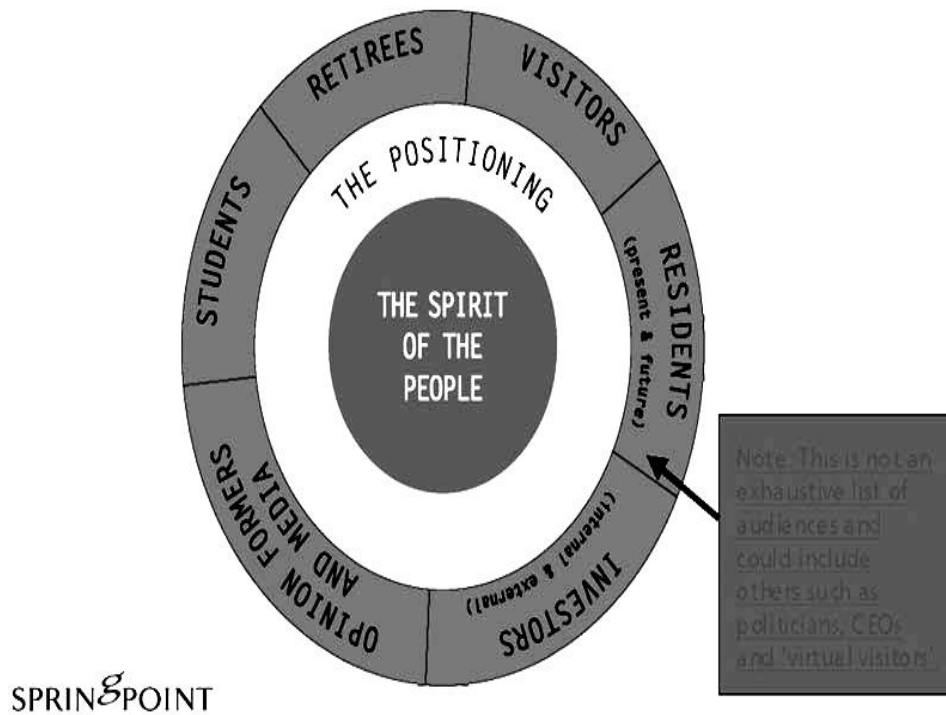 RETIREES
VISITORS
STUDENTS
THE POSITIONING
RESIDENTS
(present & future)
THE SPIRIT
OF THE
PEOPLE
OPINION FORMERS
AND MEDIA
INVESTORS
(internal & external)
Note: This is not an
exhaustive list of
audiences and
could include
others such as
politicians, CEOs
and 'virtual visitors'
SPRINgPOINT